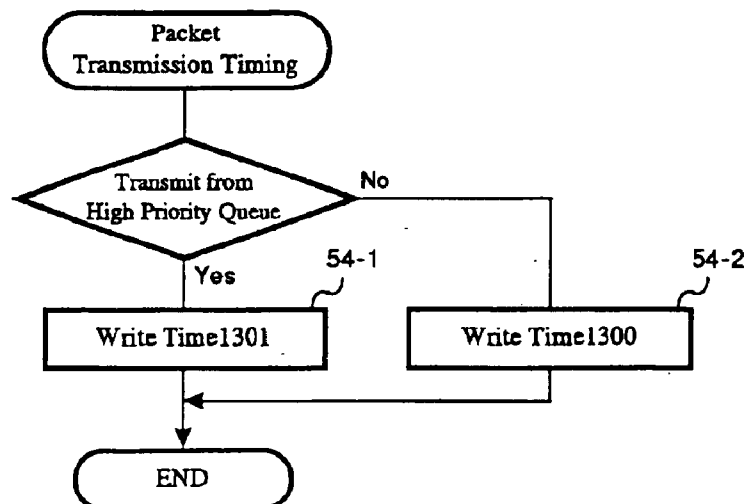 Packet
Transmission Timing
Transmit from
High Priority Queue
No
Yes
54-1
54-2
Write Time1301
Write Time1300
END